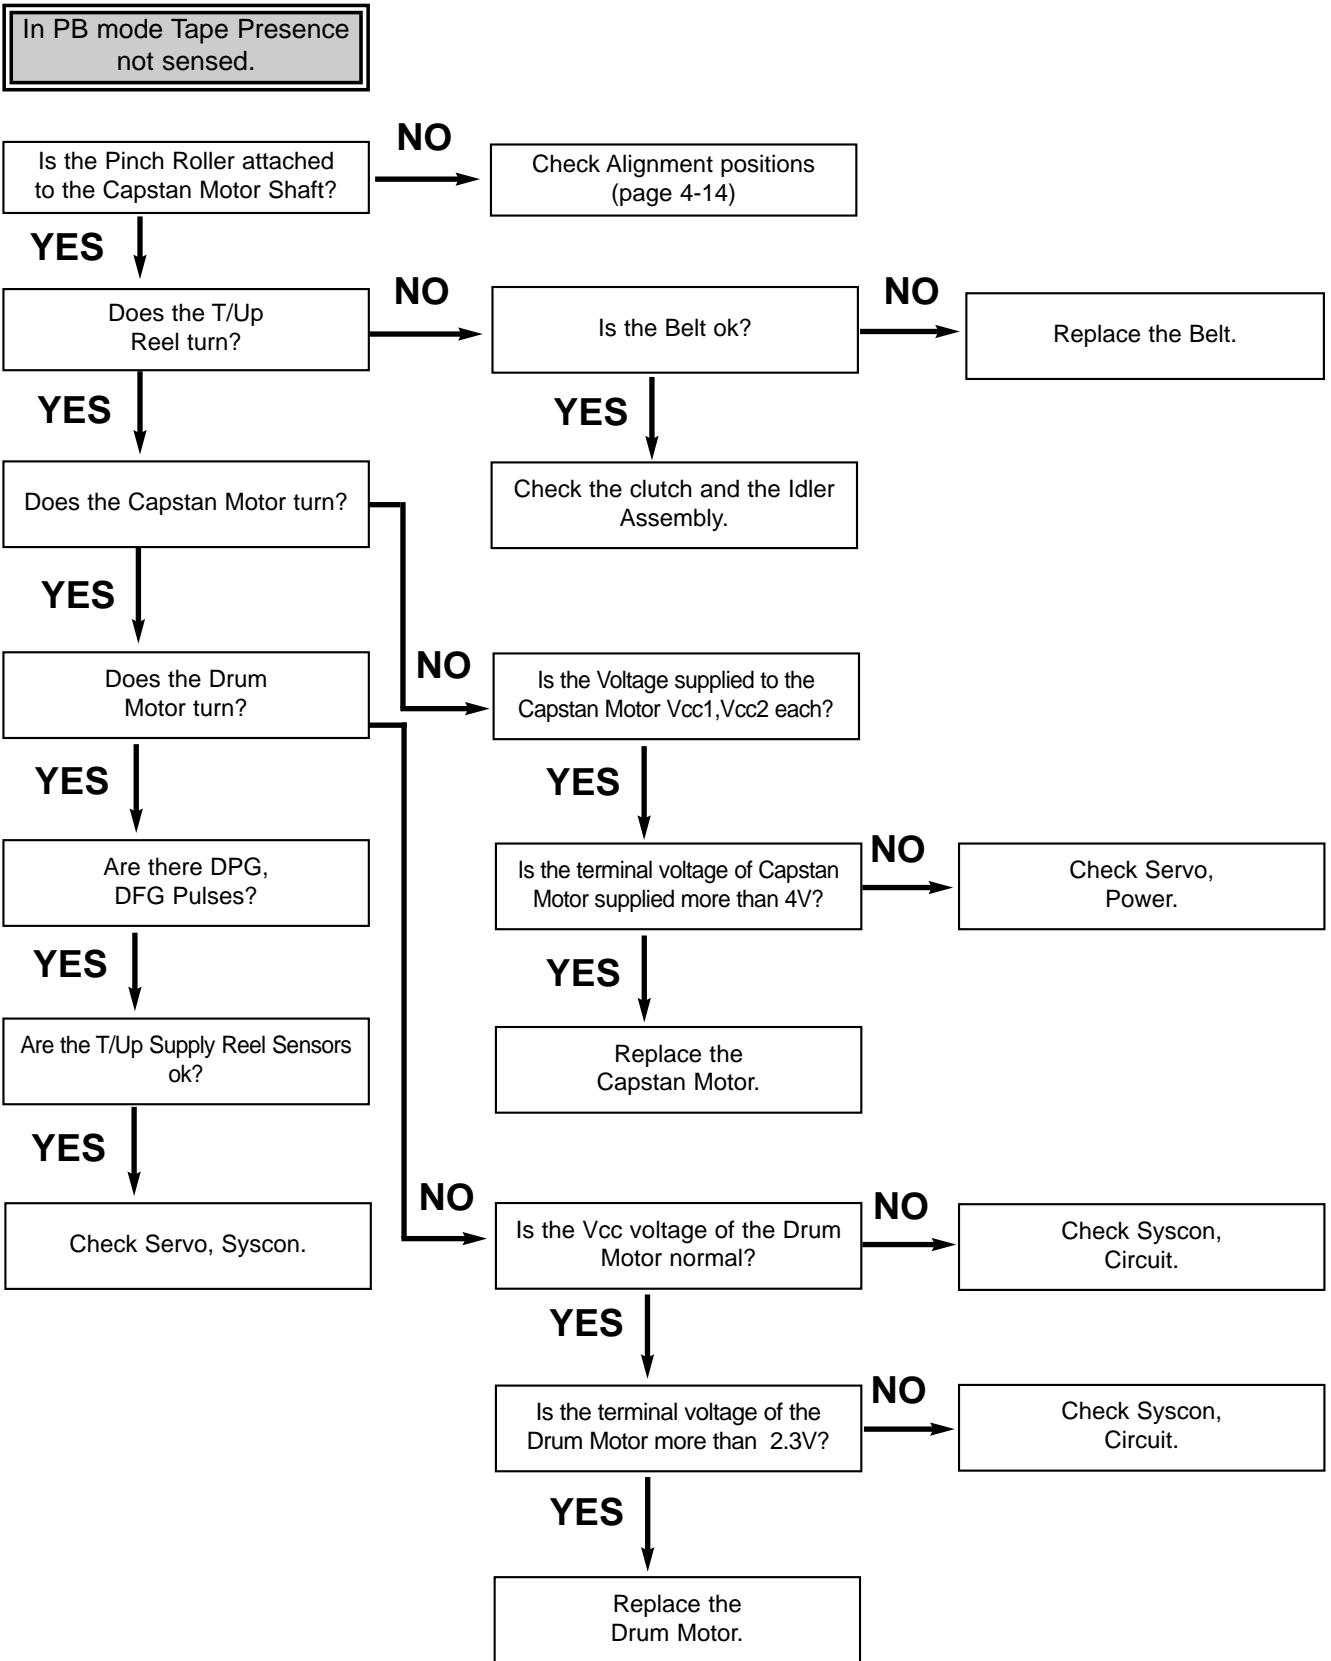 In PB mode Tape Presence
not sensed.
NO
Is the Pinch Roller attached
to the Capstan Motor Shaft?
Check Alignment positions
(page 4-14)
YES
NO
NO
Does the T/Up
Reel turn?
Is the Belt ok?
Replace the Belt.
YES
YES
Does the Capstan Motor turn?
Check the clutch and the Idler
Assembly.
YES
NO
Does the Drum
Motor turn?
Is the Voltage supplied to the
Capstan Motor Vcc1,Vcc2 each?
YES
YES
NO
Are there DPG,
DFG Pulses?
Is the terminal voltage of Capstan
Motor supplied more than 4V?
Check Servo,
Power.
YES
YES
Are the T/Up Supply Reel Sensors
ok?
Replace the
Capstan Motor.
YES
NO
NO
Check Servo, Syscon.
Is the Vcc voltage of the Drum
Motor normal?
Check Syscon,
Circuit.
YES
NO
Is the terminal voltage of the
Drum Motor more than 2.3V?
Check Syscon,
Circuit.
YES
Replace the
Drum Motor.